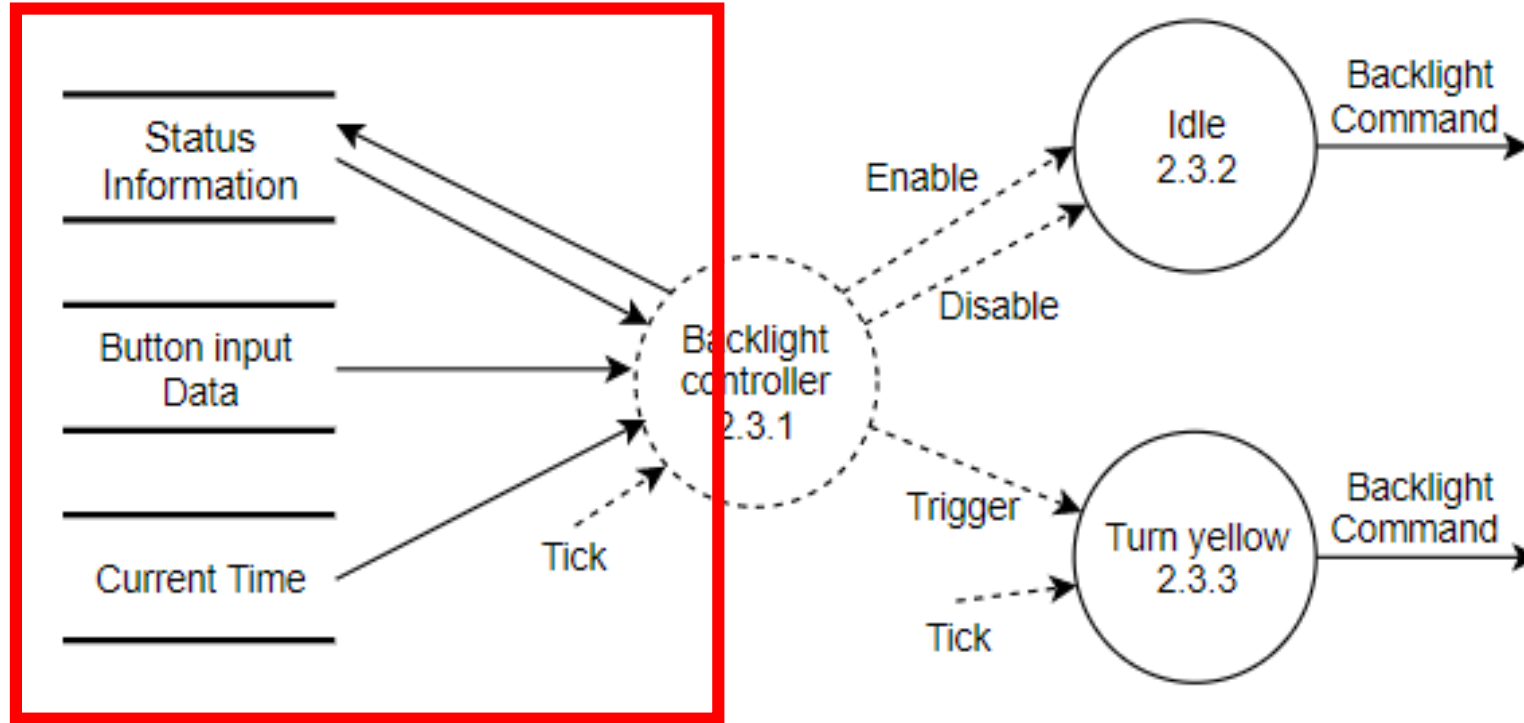 Status
Information
Button input
Data
Current Time
Tick
Backlight
controller
2.3.1
Enable
Disable
Trigger
Tick
Idle
2.3.2
Backlight
Command
Turn yellow
2.3.3
Backlight
Command